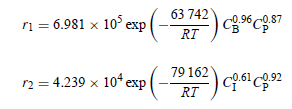 r₁ = 6.981 × 10⁵ exp(−63 742/RT) C_B^0.96 C_P^0.87
r₂ = 4.239 × 10⁴ exp(−79 162/RT) C_I^0.61 C_P^0.92